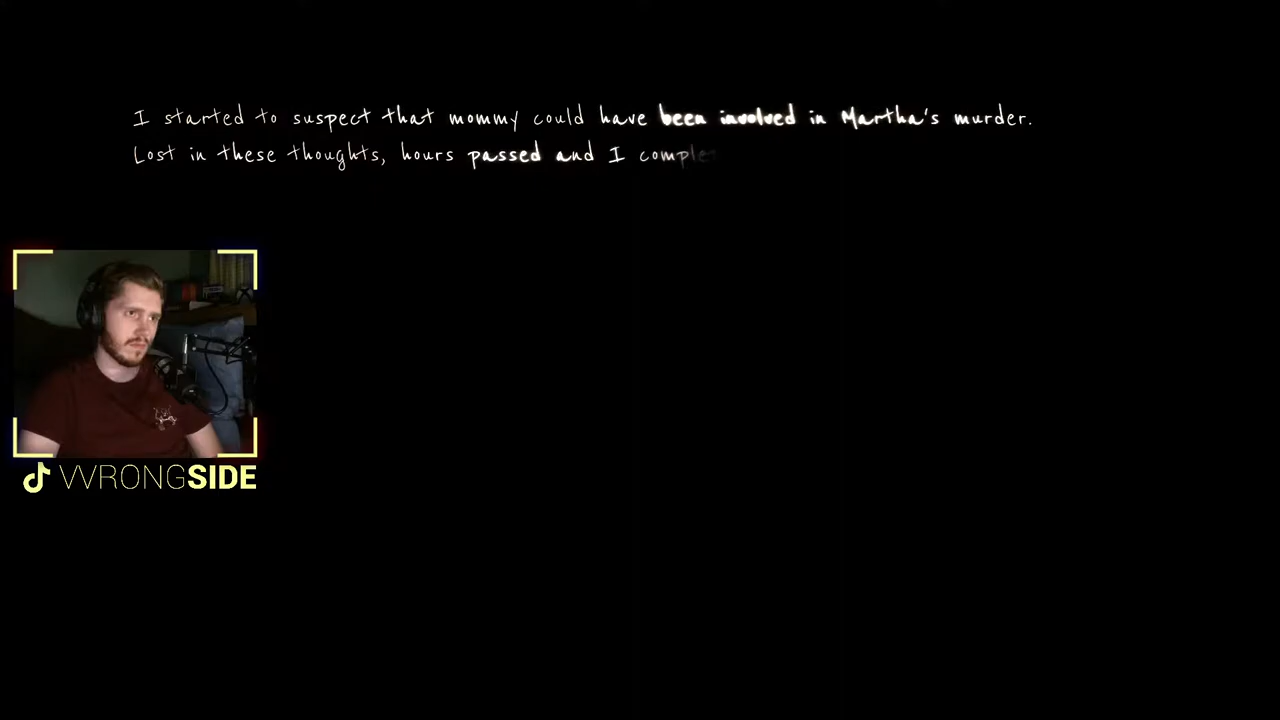 I started to suspect that mommy could have been involved in Martha's murder.
Lost in these thoughts, hours passed and I comple
VVRONGSIDE